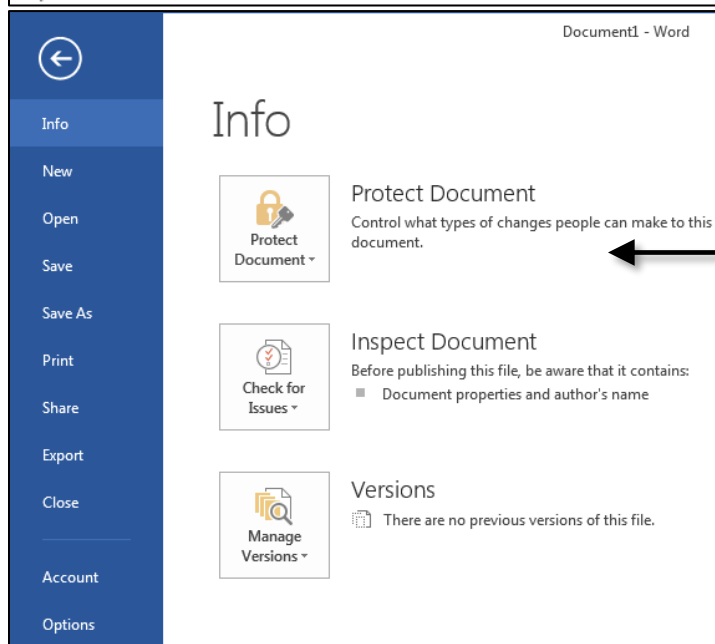 Document1 - Word
Info
Info
New
Open
Save
Save As
Print
Share
Export
Close
Account
Options
Protect
Document
Protect Document
Control what types of changes people can make to this
document.
Check for
Issues
Inspect Document
Before publishing this file, be aware that it contains:
Document properties and author's name
Manage
Versions
Versions
There are no previous versions of this file.